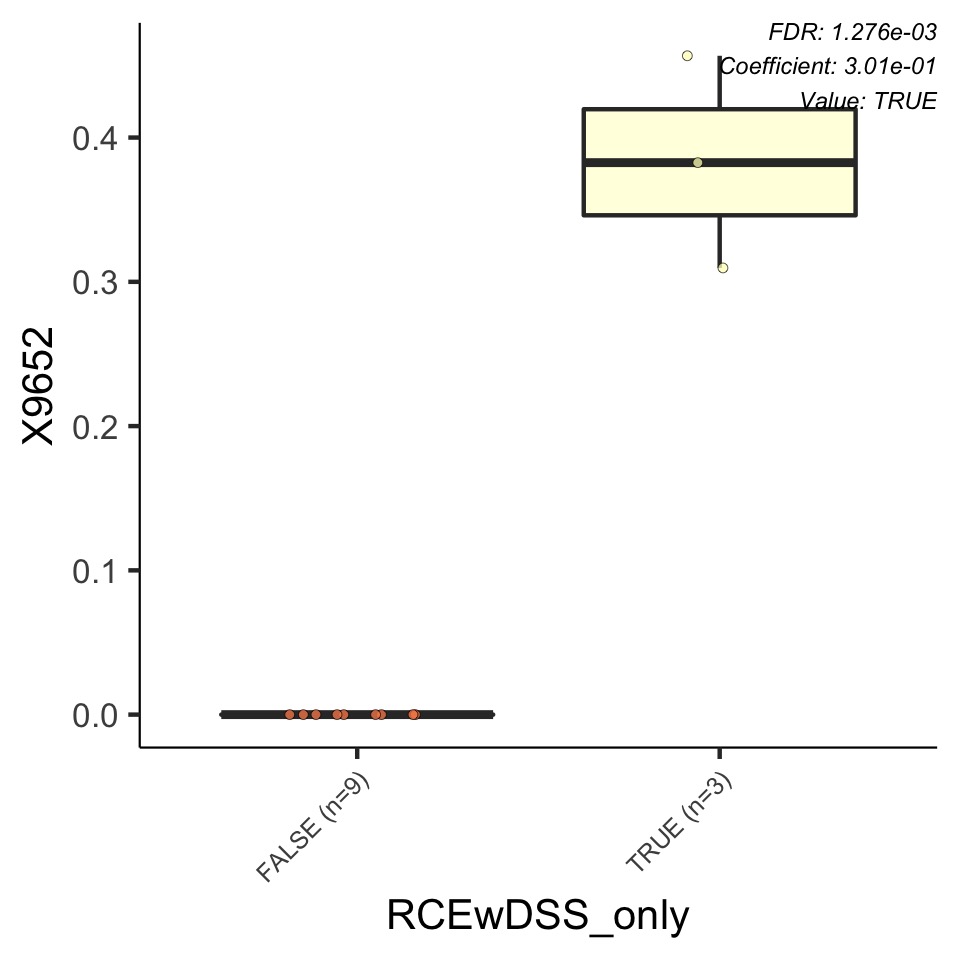 FDR: 1.276e-03
Coefficient: 3.01e-01
Value: TRUE
0.4
0.3
0.2
0.1
0.0
X9652
FALSE (n=9)
TRUE (n=3)
RCEwDSS_only